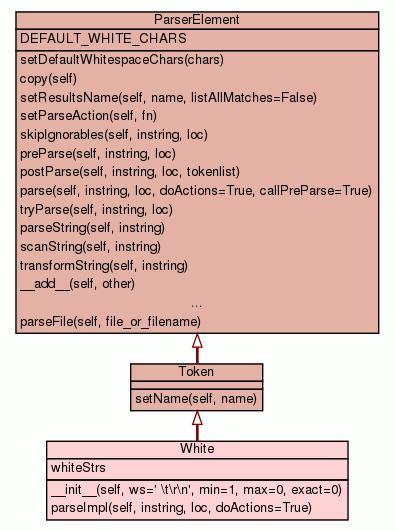 ParserElement
DEFAULT_WHITE_CHARS
setDefaultWhitespaceChars(chars)
copy(self)
setResultsName(self, name, listAllMatches=False)
setParseAction(self, fn)
skipIgnorables(self, instring, loc)
preParse(self, instring, loc)
postParse(self, instring, loc, tokenlist)
parse(self, instring, loc, doActions=True, callPreParse=True)
tryParse(self, instring, loc)
parseString(self, instring)
scanString(self, instring)
transformString(self, instring)
__add__(self, other)
...
parseFile(self, file_or_filename)
Token
setName(self, name)
White
whiteStrs
__init__(self, ws=' \t\r\n', min=1, max=0, exact=0)
parseImpl(self, instring, loc, doActions=True)